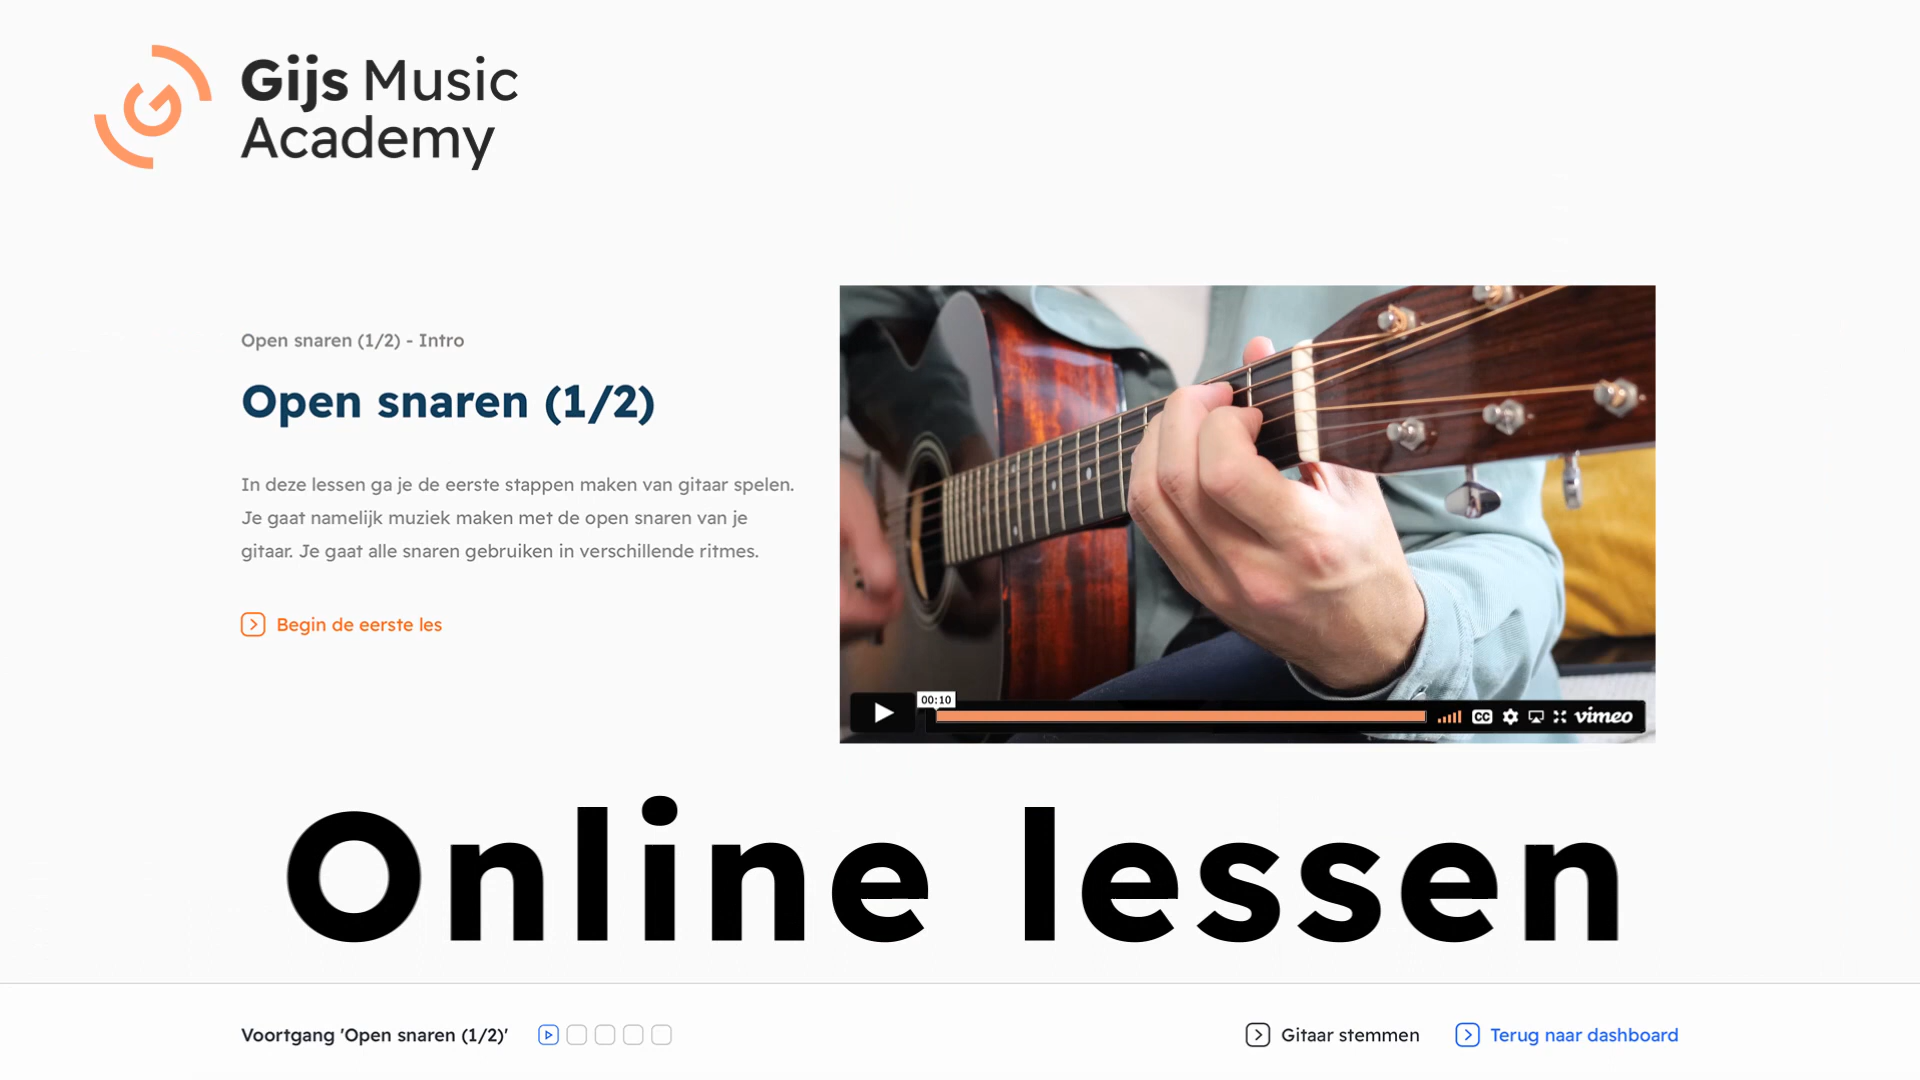 Gijs Music
Academy
Open snaren (1/2) - Intro
Open snaren (1/2)
In deze lessen ga je de eerste stappen maken van gitaar spelen.
Je gaat namelijk muziek maken met de open snaren van je
gitaar. Je gaat alle snaren gebruiken in verschillende ritmes.
Begin de eerste les
00:10
CC
vimeo
Online lessen
Voortgang 'Open snaren (1/2)'
Gitaar stemmen
Terug naar dashboard